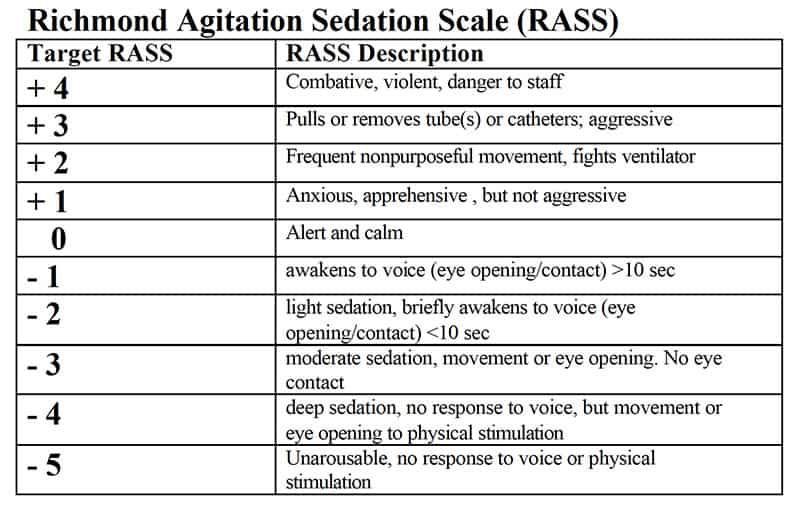 Richmond Agitation Sedation Scale (RASS)
Target RASS RASS Description
+ 4 Combative, violent, danger to staff
+ 3 Pulls or removes tube(s) or catheters; aggressive
+ 2 Frequent nonpurposeful movement, fights ventilator
+ 1 Anxious, apprehensive , but not aggressive
0 Alert and calm
- 1 awakens to voice (eye opening/contact) >10 sec
- 2 light sedation, briefly awakens to voice (eye
opening/contact) <10 sec
- 3 moderate sedation, movement or eye opening. No eye
contact
- 4 deep sedation, no response to voice, but movement or
eye opening to physical stimulation
- 5 Unarousable, no response to voice or physical
stimulation